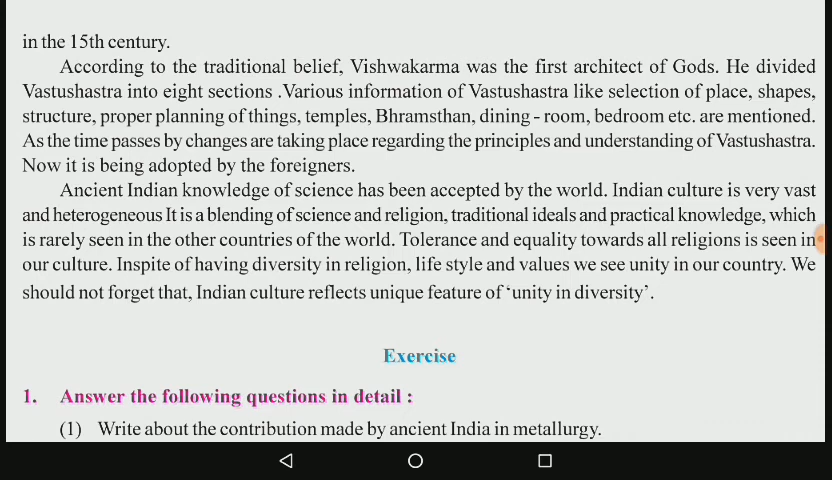 in the 15th century.
According to the traditional belief, Vishwakarma was the first architect of Gods. He divided
Vastushastra into eight sections .Various information of Vastushastra like selection of place, shapes,
structure, proper planning of things, temples, Bhramsthan, dining - room, bedroom etc. are mentioned.
As the time passes by changes are taking place regarding the principles and understanding of Vastushastra.
Now it is being adopted by the foreigners.
Ancient Indian knowledge of science has been accepted by the world. Indian culture is very vast
and heterogeneous It is a blending of science and religion, traditional ideals and practical knowledge, which
is rarely seen in the other countries of the world. Tolerance and equality towards all religions is seen in
our culture. Inspite of having diversity in religion, life style and values we see unity in our country. We
should not forget that, Indian culture reflects unique feature of ‘unity in diversity’.
Exercise
1. Answer the following questions in detail :
(1) Write about the contribution made by ancient India in metallurgy.